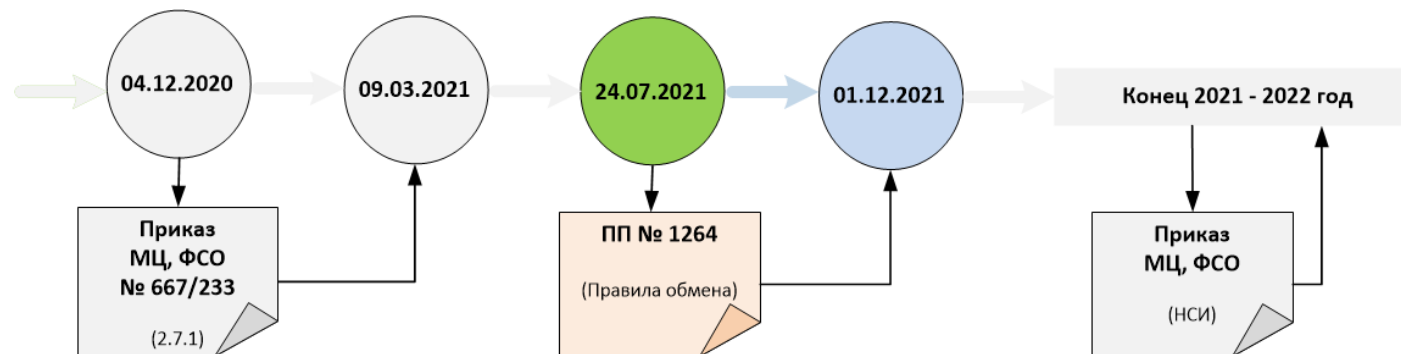 04.12.2020
09.03.2021
24.07.2021
01.12.2021
Конец 2021 - 2022 год
Приказ
МЦ, ФСО
№ 667/233
(2.7.1)
ПП № 1264
(Правила обмена)
Приказ
МЦ, ФСО
(НСИ)